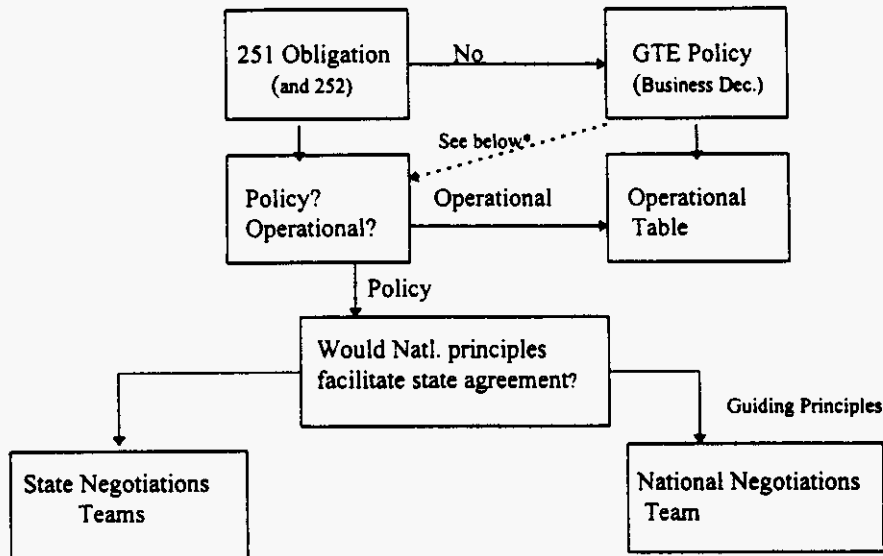 251 Obligation
(and 252)
No
GTE Policy
(Business Dec.)
See below*
Policy?
Operational?
Operational
Operational
Table
Policy
Would Natl. principles
facilitate state agreement?
Guiding Principles
State Negotiations
Teams
National Negotiations
Team